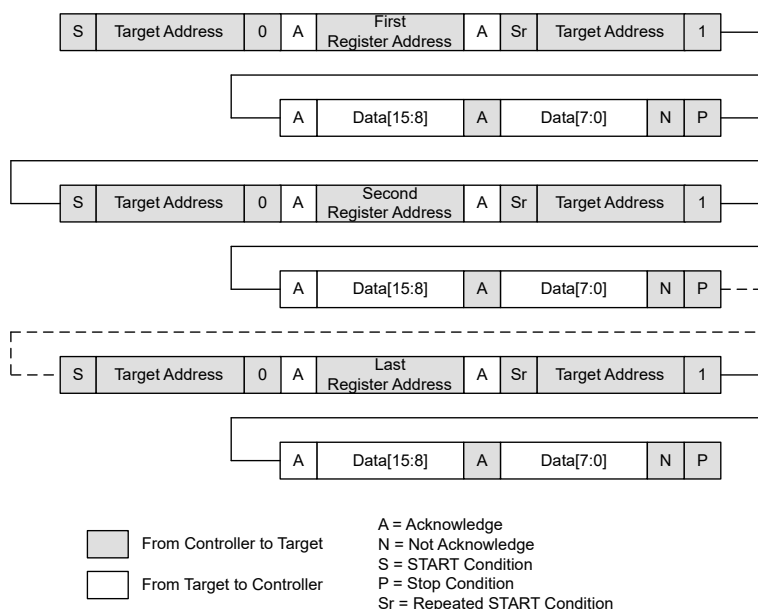 S Target Address 0 A First Register Address A Sr Target Address 1
A Data[15:8] A Data[7:0] N P
S Target Address 0 A Second Register Address A Sr Target Address 1
A Data[15:8] A Data[7:0] N P
S Target Address 0 A Last Register Address A Sr Target Address 1
A Data[15:8] A Data[7:0] N P
From Controller to Target
From Target to Controller
A = Acknowledge
N = Not Acknowledge
S = START Condition
P = Stop Condition
Sr = Repeated START Condition